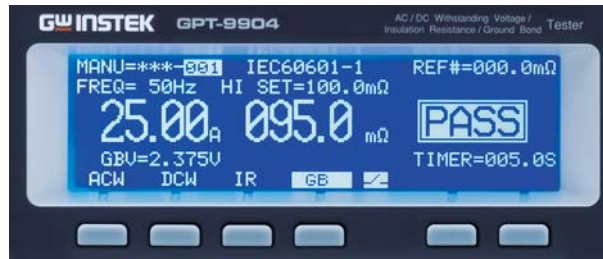 GWINSTEK GPT-9904
AC / DC Withstanding Voltage /
Insulation Resistance / Ground Bond Tester
MANU=***-001 IEC60601-1 REF#=000.0mΩ
FREQ= 50Hz HI SET=100.0mΩ
25.00A 095.0 mΩ PASS
GBV=2.375V TIMER=005.0S
ACW DCW IR GB